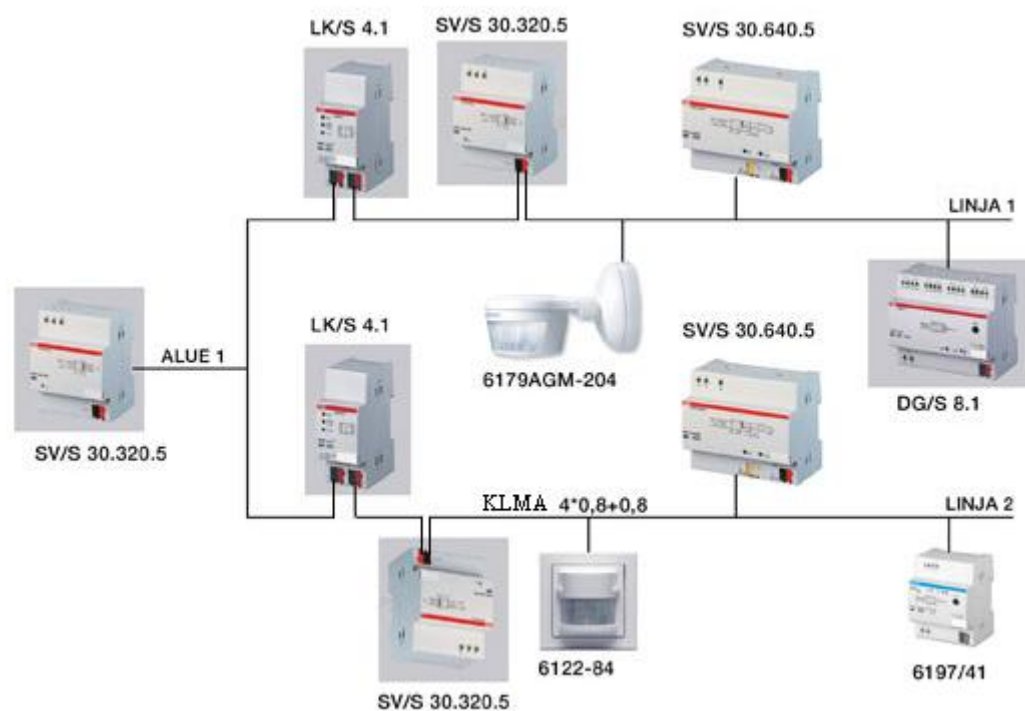 LK/S 4.1
SV/S 30.320.5
SV/S 30.640.5
LINJA 1
ALUE 1
LK/S 4.1
6179AGM-204
SV/S 30.640.5
DG/S 8.1
SV/S 30.320.5
KLMA 4*0,8+0,8
LINJA 2
6122-84
6197/41
SV/S 30.320.5